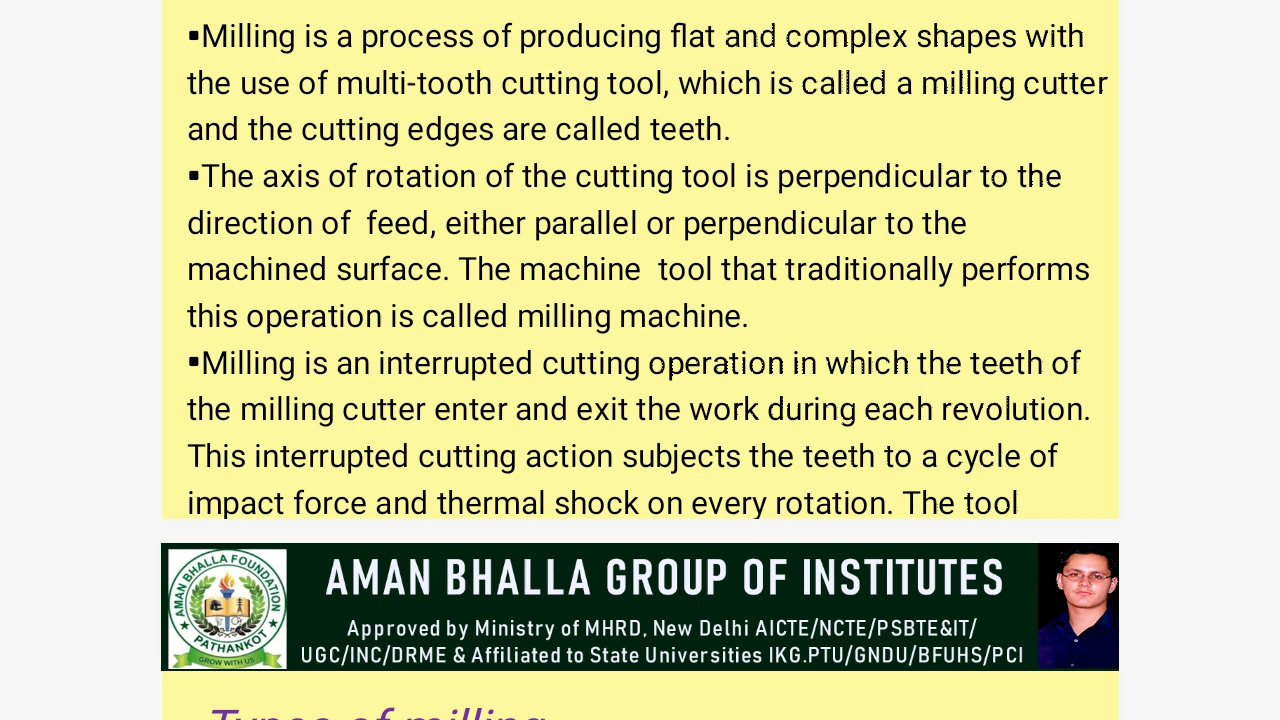 ▪Milling is a process of producing flat and complex shapes with
the use of multi-tooth cutting tool, which is called a milling cutter
and the cutting edges are called teeth.
▪The axis of rotation of the cutting tool is perpendicular to the
direction of  feed, either parallel or perpendicular to the
machined surface. The machine  tool that traditionally performs
this operation is called milling machine.
▪Milling is an interrupted cutting operation in which the teeth of
the milling cutter enter and exit the work during each revolution.
This interrupted cutting action subjects the teeth to a cycle of
impact force and thermal shock on every rotation. The tool
AMAN BHALLA FOUNDATION
★ PATHANKOT ★
GROW WITH US
AMAN BHALLA GROUP OF INSTITUTES
Approved by Ministry of MHRD, New Delhi AICTE/NCTE/PSBTE&IT/
UGC/INC/DRME & Affiliated to State Universities IKG.PTU/GNDU/BFUHS/PCI
Types of milling